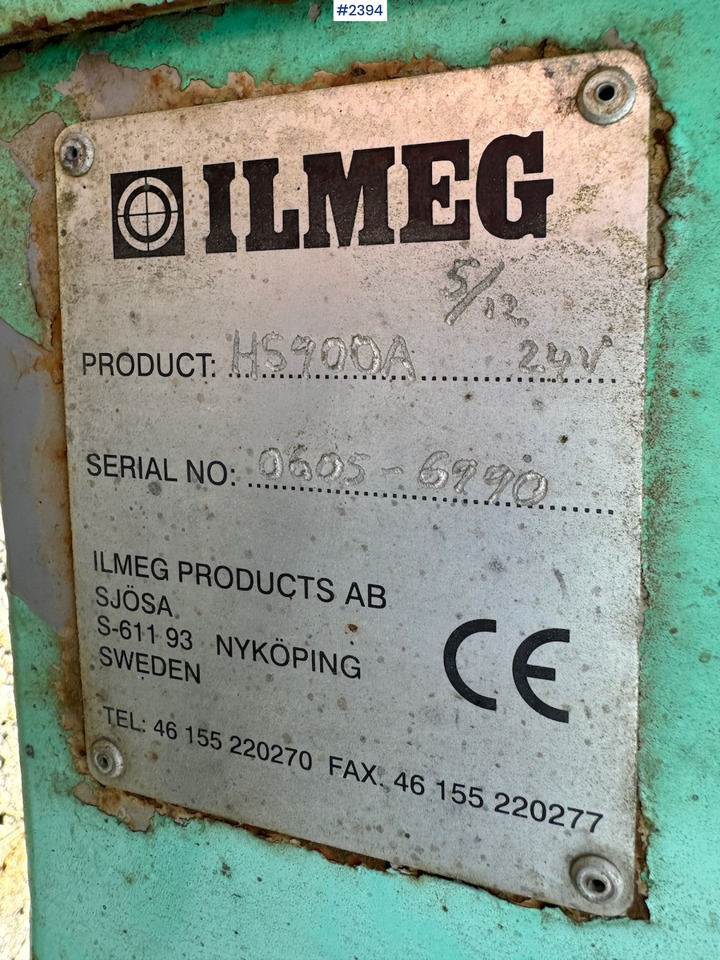 #2394
ILMEG
5/12
PRODUCT: HS900A 24V
SERIAL NO: 0605-6990
ILMEG PRODUCTS AB
SJÖSA
S-611 93 NYKÖPING
SWEDEN
CE
TEL: 46 155 220270 FAX. 46 155 220277